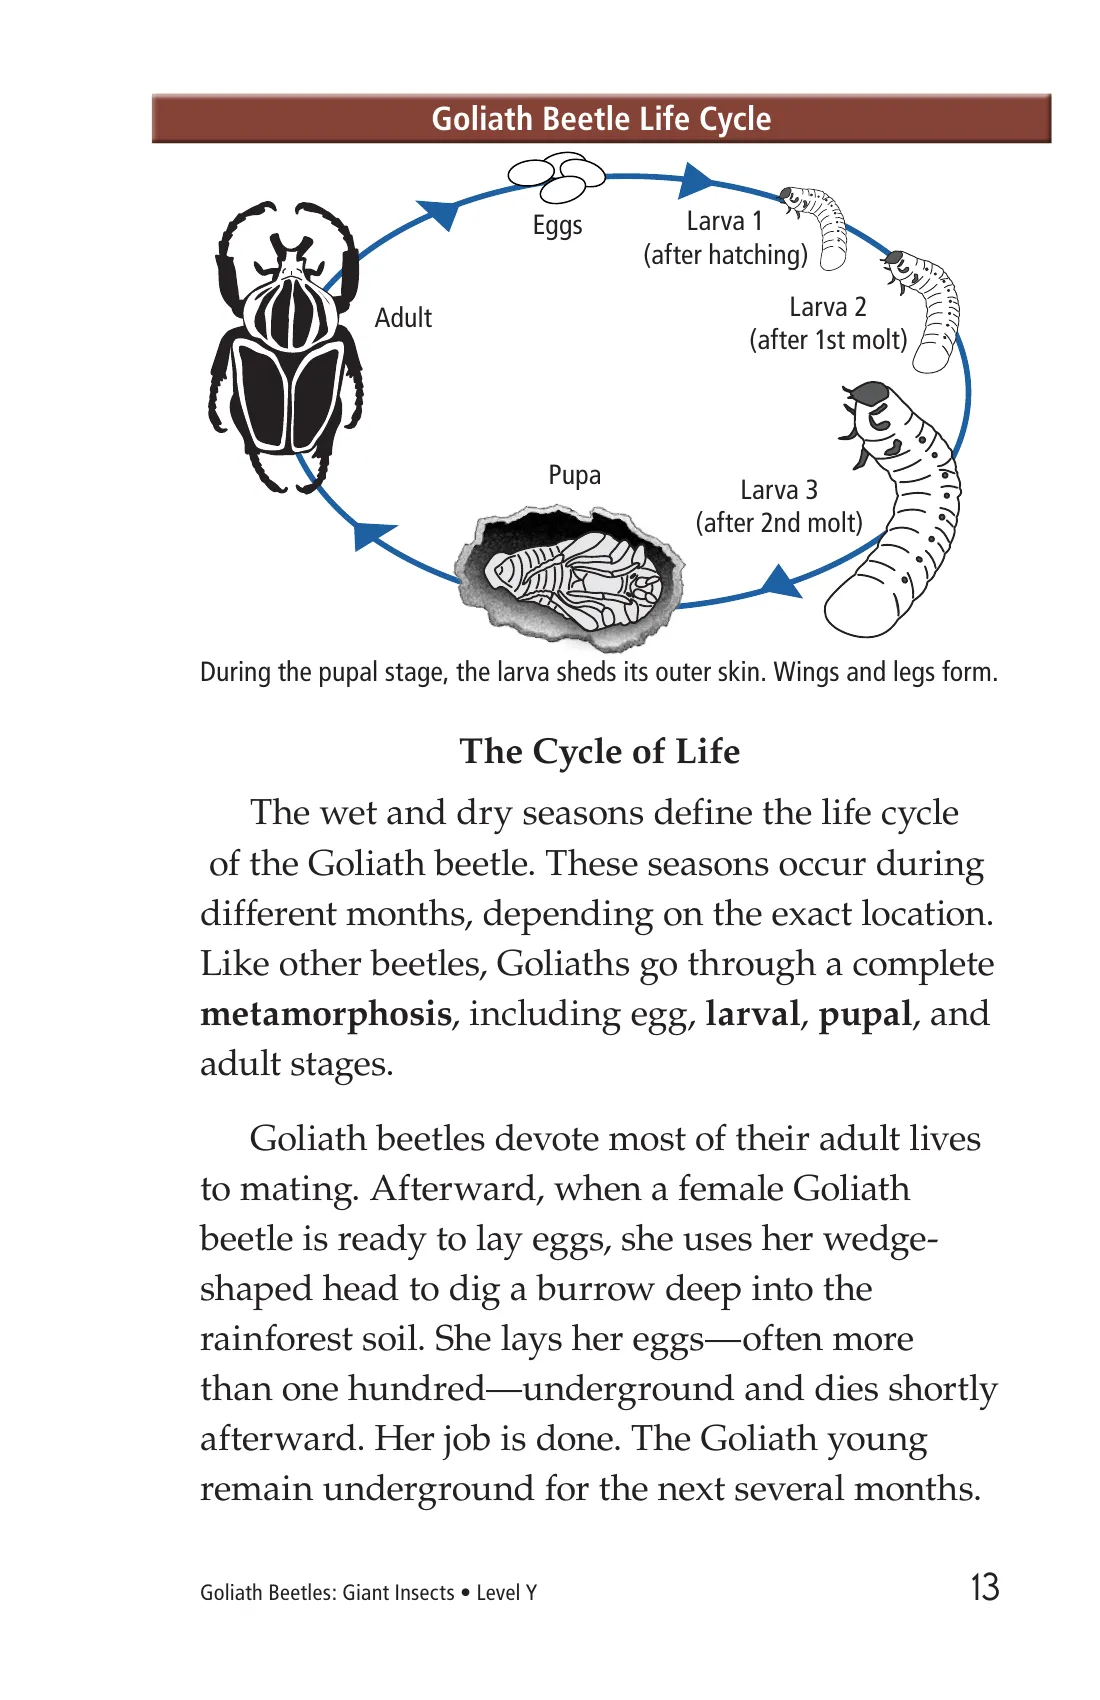 Goliath Beetle Life Cycle
Eggs
Larva 1
(after hatching)
Larva 2
(after 1st molt)
Adult
Pupa
Larva 3
(after 2nd molt)
During the pupal stage, the larva sheds its outer skin. Wings and legs form.
The Cycle of Life
The wet and dry seasons define the life cycle
of the Goliath beetle. These seasons occur during
different months, depending on the exact location.
Like other beetles, Goliaths go through a complete
metamorphosis, including egg, larval, pupal, and
adult stages.
Goliath beetles devote most of their adult lives
to mating. Afterward, when a female Goliath
beetle is ready to lay eggs, she uses her wedge-
shaped head to dig a burrow deep into the
rainforest soil. She lays her eggs—often more
than one hundred—underground and dies shortly
afterward. Her job is done. The Goliath young
remain underground for the next several months.
Goliath Beetles: Giant Insects • Level Y
13